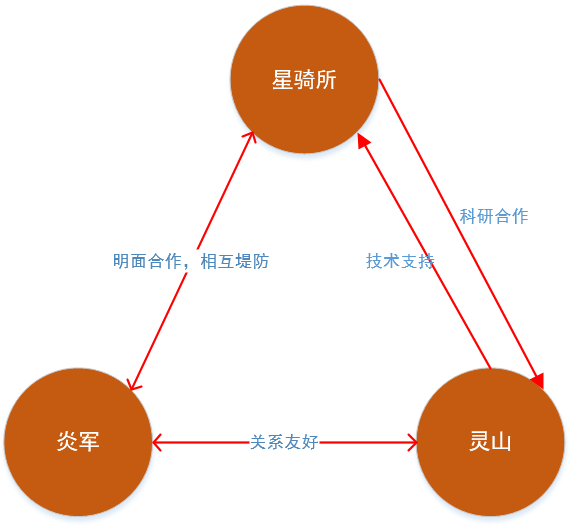 星骑所
科研合作
明面合作，相互堤防
技术支持
炎军
关系友好
灵山